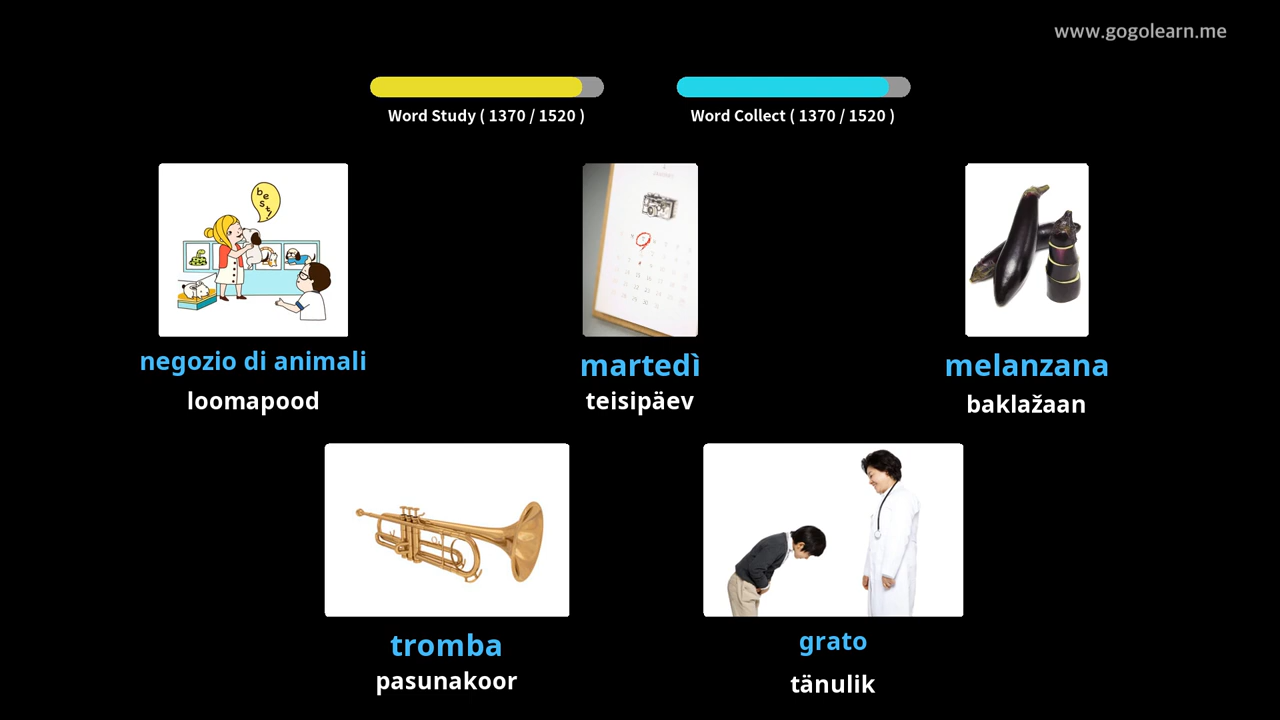 www.gogolearn.me
Word Study ( 1370 / 1520 )
Word Collect ( 1370 / 1520 )
best
negozio di animali
martedì
melanzana
loomapood
teisipäev
baklažaan
tromba
grato
pasunakoor
tänulik